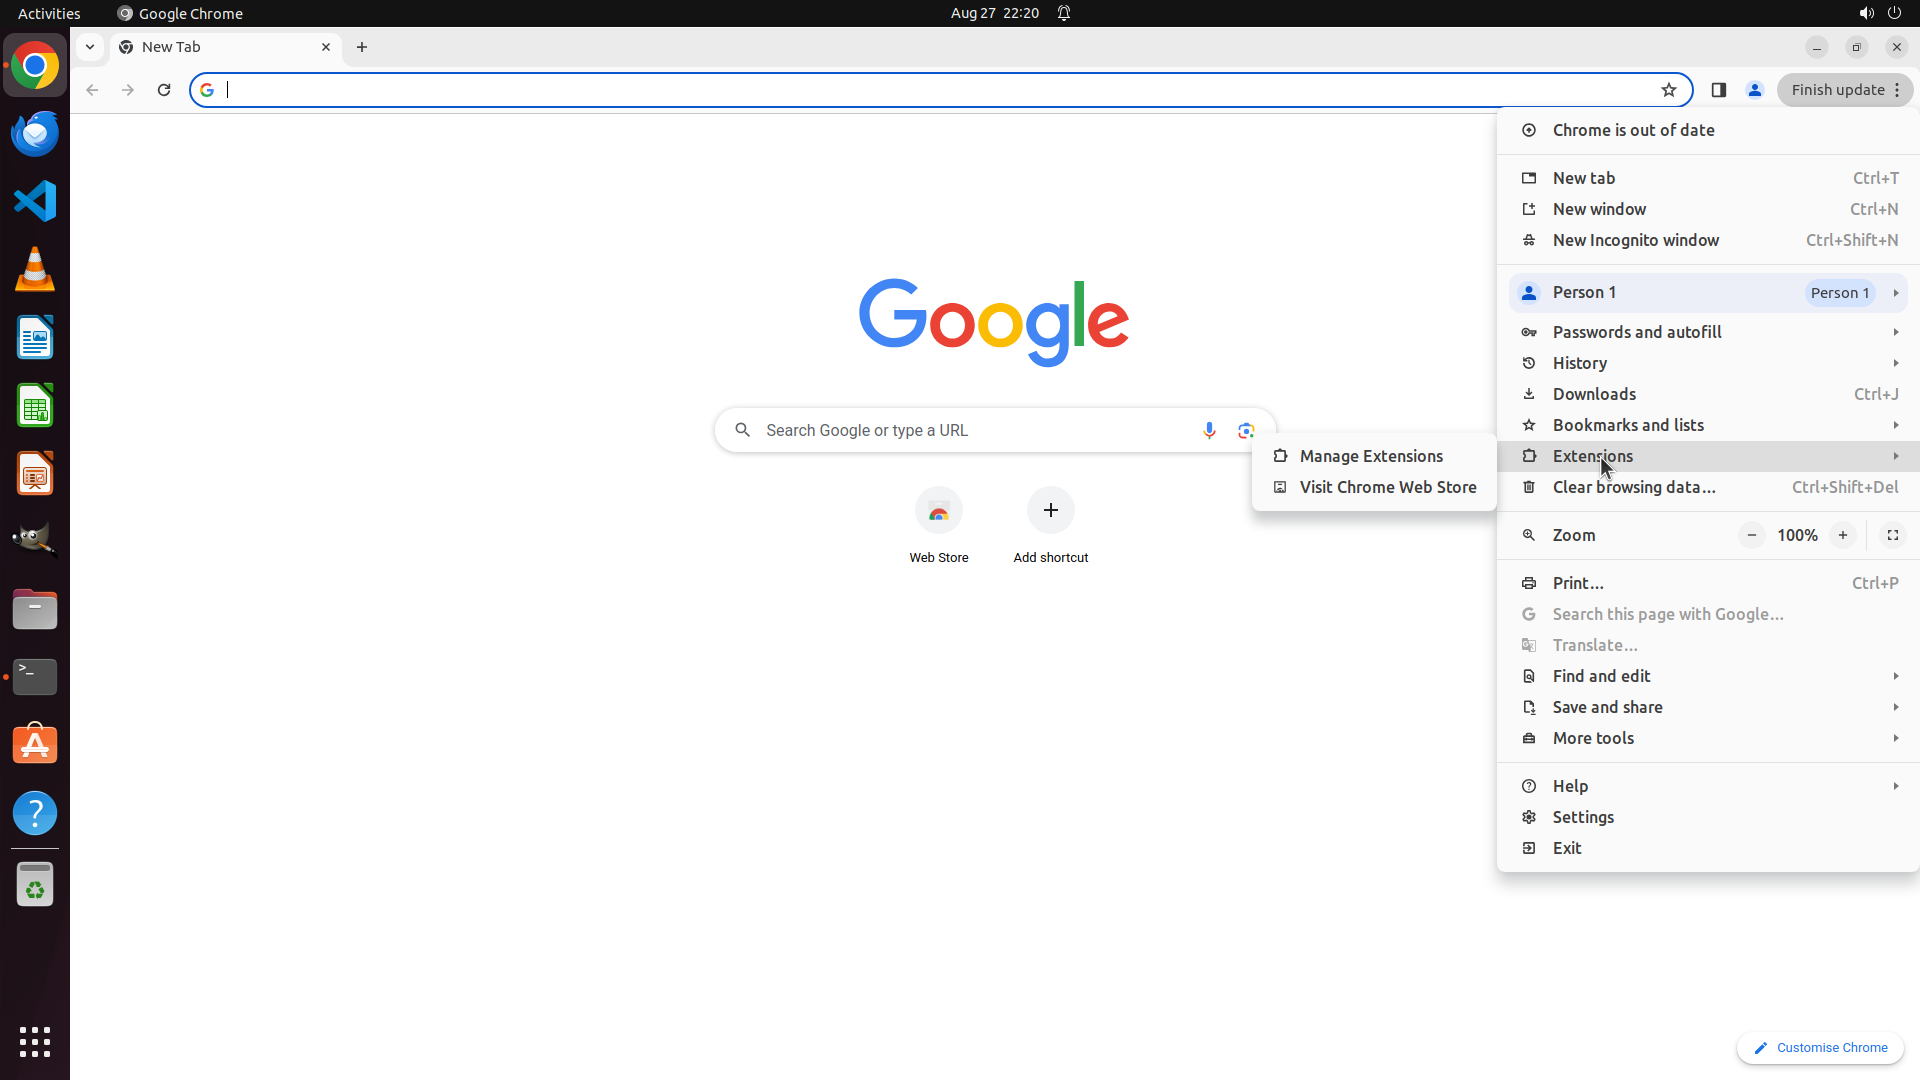 Activities
Google Chrome
Aug 27 22:20
New Tab
Finish update
Chrome is out of date
New tab Ctrl+T
New window Ctrl+N
New Incognito window Ctrl+Shift+N
Person 1 Person 1
Passwords and autofill
History
Downloads Ctrl+J
Bookmarks and lists
Extensions
Clear browsing data... Ctrl+Shift+Del
Zoom − 100% +
Print... Ctrl+P
Search this page with Google...
Translate...
Find and edit
Save and share
More tools
Help
Settings
Exit
Manage Extensions
Visit Chrome Web Store
Google
Search Google or type a URL
Web Store
Add shortcut
Customise Chrome